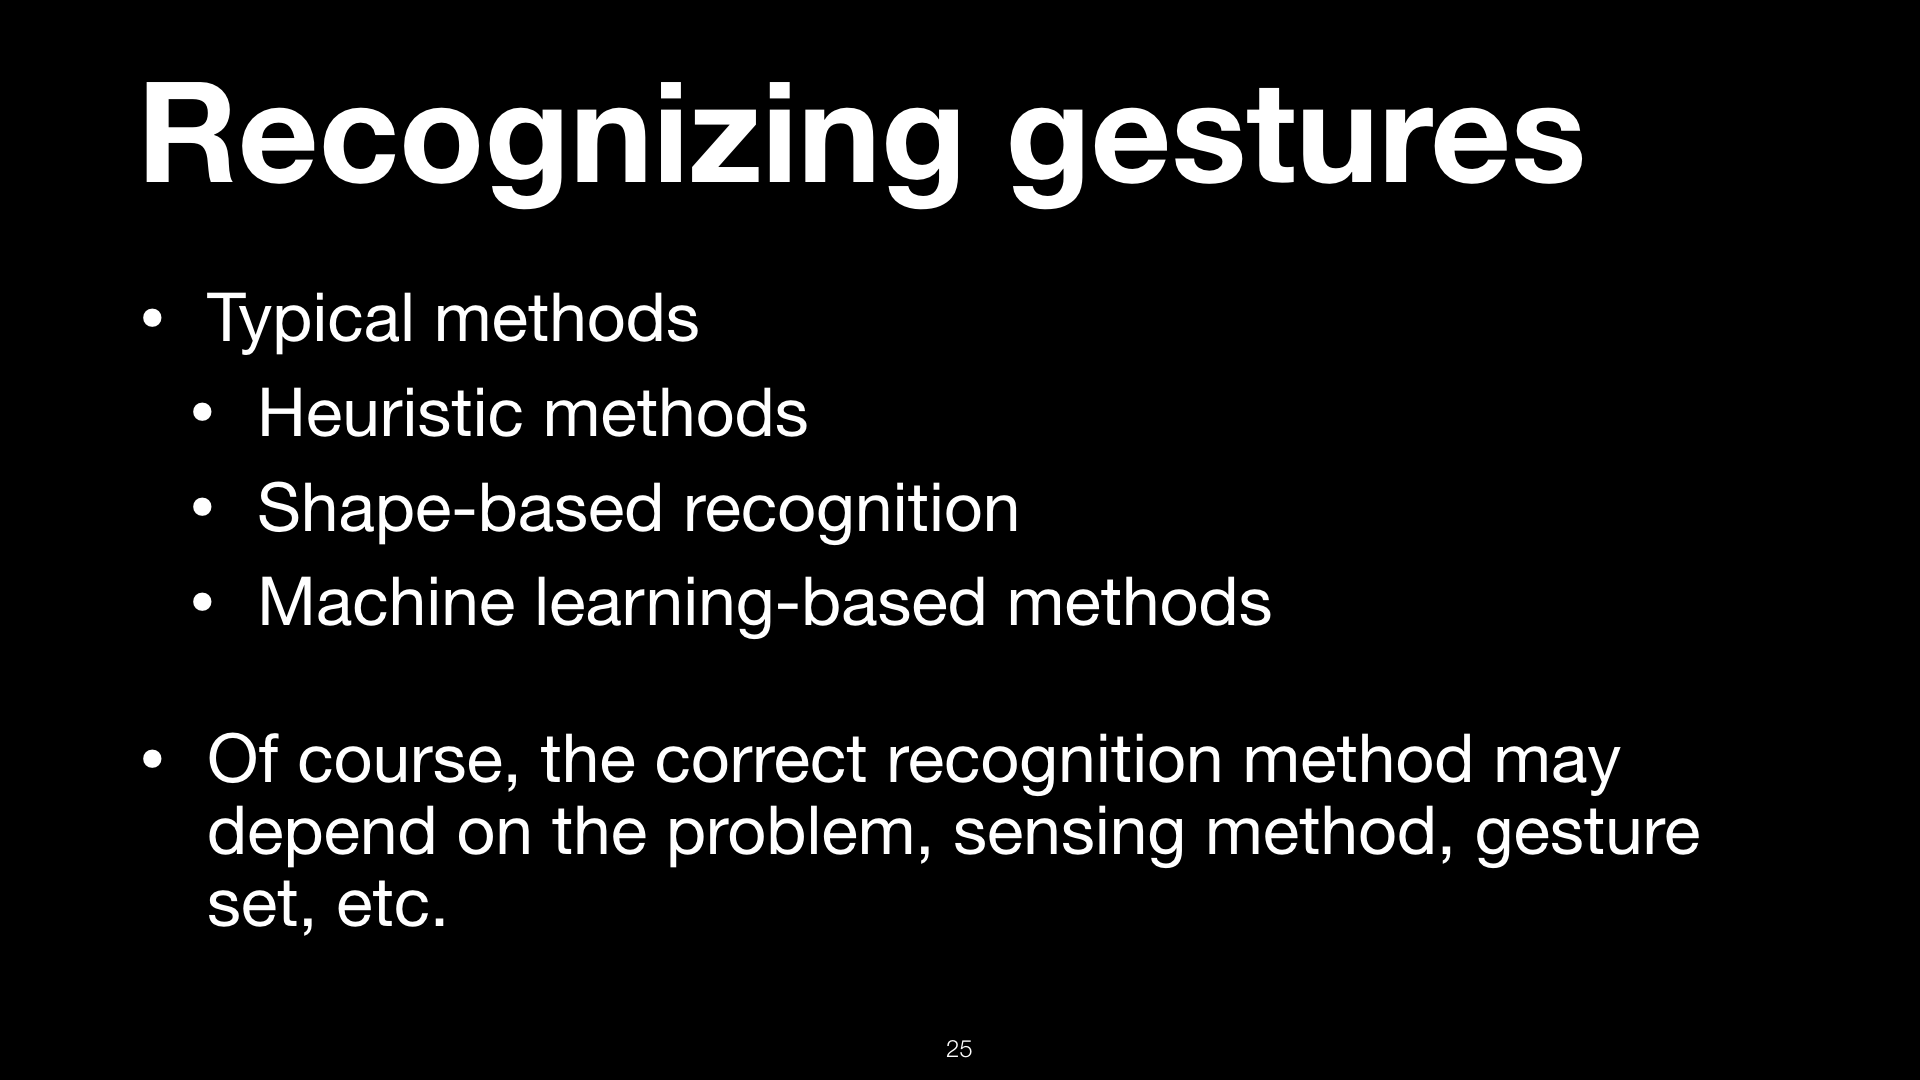 Recognizing gestures
• Typical methods
• Heuristic methods
• Shape-based recognition
• Machine learning-based methods
• Of course, the correct recognition method may
depend on the problem, sensing method, gesture
set, etc.
25